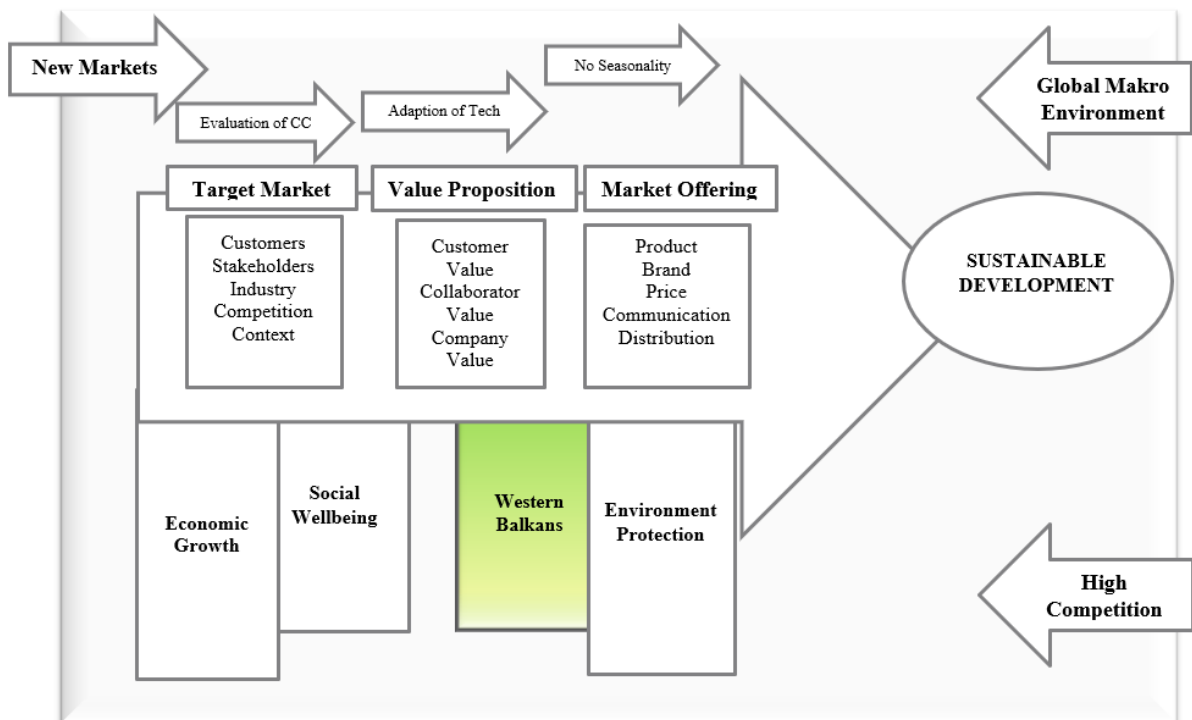 New Markets
Evaluation of CC
Adaption of Tech
No Seasonality
Global Makro
Environment
Target Market
Value Proposition
Market Offering
Customers
Stakeholders
Industry
Competition
Context
Customer
Value
Collaborator
Value
Company
Value
Product
Brand
Price
Communication
Distribution
SUSTAINABLE
DEVELOPMENT
Economic
Growth
Social
Wellbeing
Western
Balkans
Environment
Protection
High
Competition